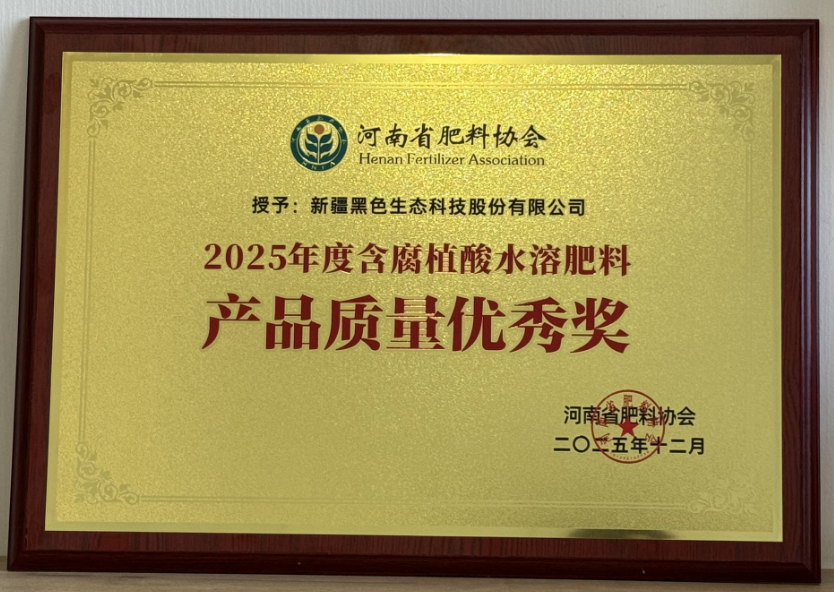 河南省肥料协会
Henan Fertilizer Association
授予：新疆黑色生态科技股份有限公司
2025年度含腐植酸水溶肥料
产品质量优秀奖
河南省肥料协会
二〇二五年十二月